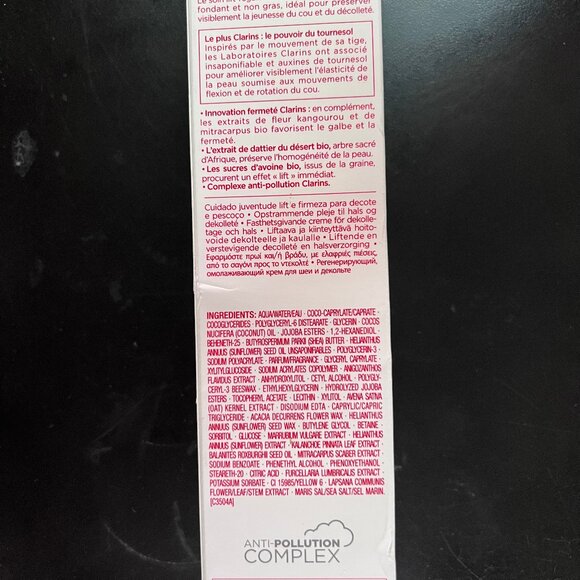 Le soin lift
fondant et non gras, idéal pour préserver
visiblement la jeunesse du cou et du décolleté.
Le plus Clarins : le pouvoir du tournesol
Inspirés par le mouvement de sa tige,
les Laboratoires Clarins ont associé
insaponifiable et auxines de tournesol
pour améliorer visiblement l'élasticité de
la peau soumise aux mouvements de
flexion et de rotation du cou.
• Innovation fermeté Clarins : en complément,
les extraits de fleur kangourou et de
mitracarpus bio favorisent le galbe et la
fermeté.
• L'extrait de dattier du désert bio, arbre sacré
d'Afrique, préserve l'homogénéité de la peau.
• Les sucres d'avoine bio, issus de la graine,
procurent un effet « lift » immédiat.
• Complexe anti-pollution Clarins.
Cuidado juventude lift e firmeza para decote
e pescoço • Opstrammende pleje til hals og
dekolleté • Fasthetsgivande creme för dekolle-
tage och hals • Liftaava ja kiinteyttävä hoito-
voide dekolteelle ja kaulalle • Liftende en
verstevigende decolleté en halsverzorging •
Εφαρμόστε πρωί και/ή βράδυ, με ελαφριές πιέσεις,
από το σαγόνι προς το ντεκολτέ • Регенерирующий,
омолаживающий крем для шеи и декольте
INGREDIENTS: AQUA/WATER/EAU • COCO-CAPRYLATE/CAPRATE •
COCOGLYCERIDES • POLYGLYCERYL-6 DISTEARATE • GLYCERIN • COCOS
NUCIFERA (COCONUT) OIL • JOJOBA ESTERS • 1,2-HEXANEDIOL •
BEHENETH-25 • BUTYROSPERMUM PARKII (SHEA) BUTTER • HELIANTHUS
ANNUUS (SUNFLOWER) SEED OIL UNSAPONIFIABLES • POLYGLYCERIN-3 •
SODIUM POLYACRYLATE • PARFUM/FRAGRANCE • GLYCERYL CAPRYLATE •
XYLITYLGLUCOSIDE • SODIUM ACRYLATES COPOLYMER • ANIGOZANTHOS
FLAVIDUS EXTRACT • ANHYDROXYLITOL • CETYL ALCOHOL • POLYGLY-
CERYL-3 BEESWAX • ETHYLHEXYLGLYCERIN • HYDROLYZED JOJOBA
ESTERS • TOCOPHERYL ACETATE • LECITHIN • XYLITOL • AVENA SATIVA
(OAT) KERNEL EXTRACT • DISODIUM EDTA • CAPRYLIC/CAPRIC
TRIGLYCERIDE • ACACIA DECURRENS FLOWER WAX • HELIANTHUS
ANNUUS (SUNFLOWER) SEED WAX • BUTYLENE GLYCOL • BETAINE •
SORBITOL • GLUCOSE • MARRUBIUM VULGARE EXTRACT • HELIANTHUS
ANNUUS (SUNFLOWER) EXTRACT • KALANCHOE PINNATA LEAF EXTRACT •
BALANITES ROXBURGHII SEED OIL • MITRACARPUS SCABER EXTRACT •
SODIUM BENZOATE • PHENETHYL ALCOHOL • PHENOXYETHANOL •
STEARETH-20 • CITRIC ACID • FURCELLARIA LUMBRICALIS EXTRACT •
POTASSIUM SORBATE • CI 15985/YELLOW 6 • LAPSANA COMMUNIS
FLOWER/LEAF/STEM EXTRACT • MARIS SAL/SEA SALT/SEL MARIN.
[C3504A]
ANTI-POLLUTION
COMPLEX